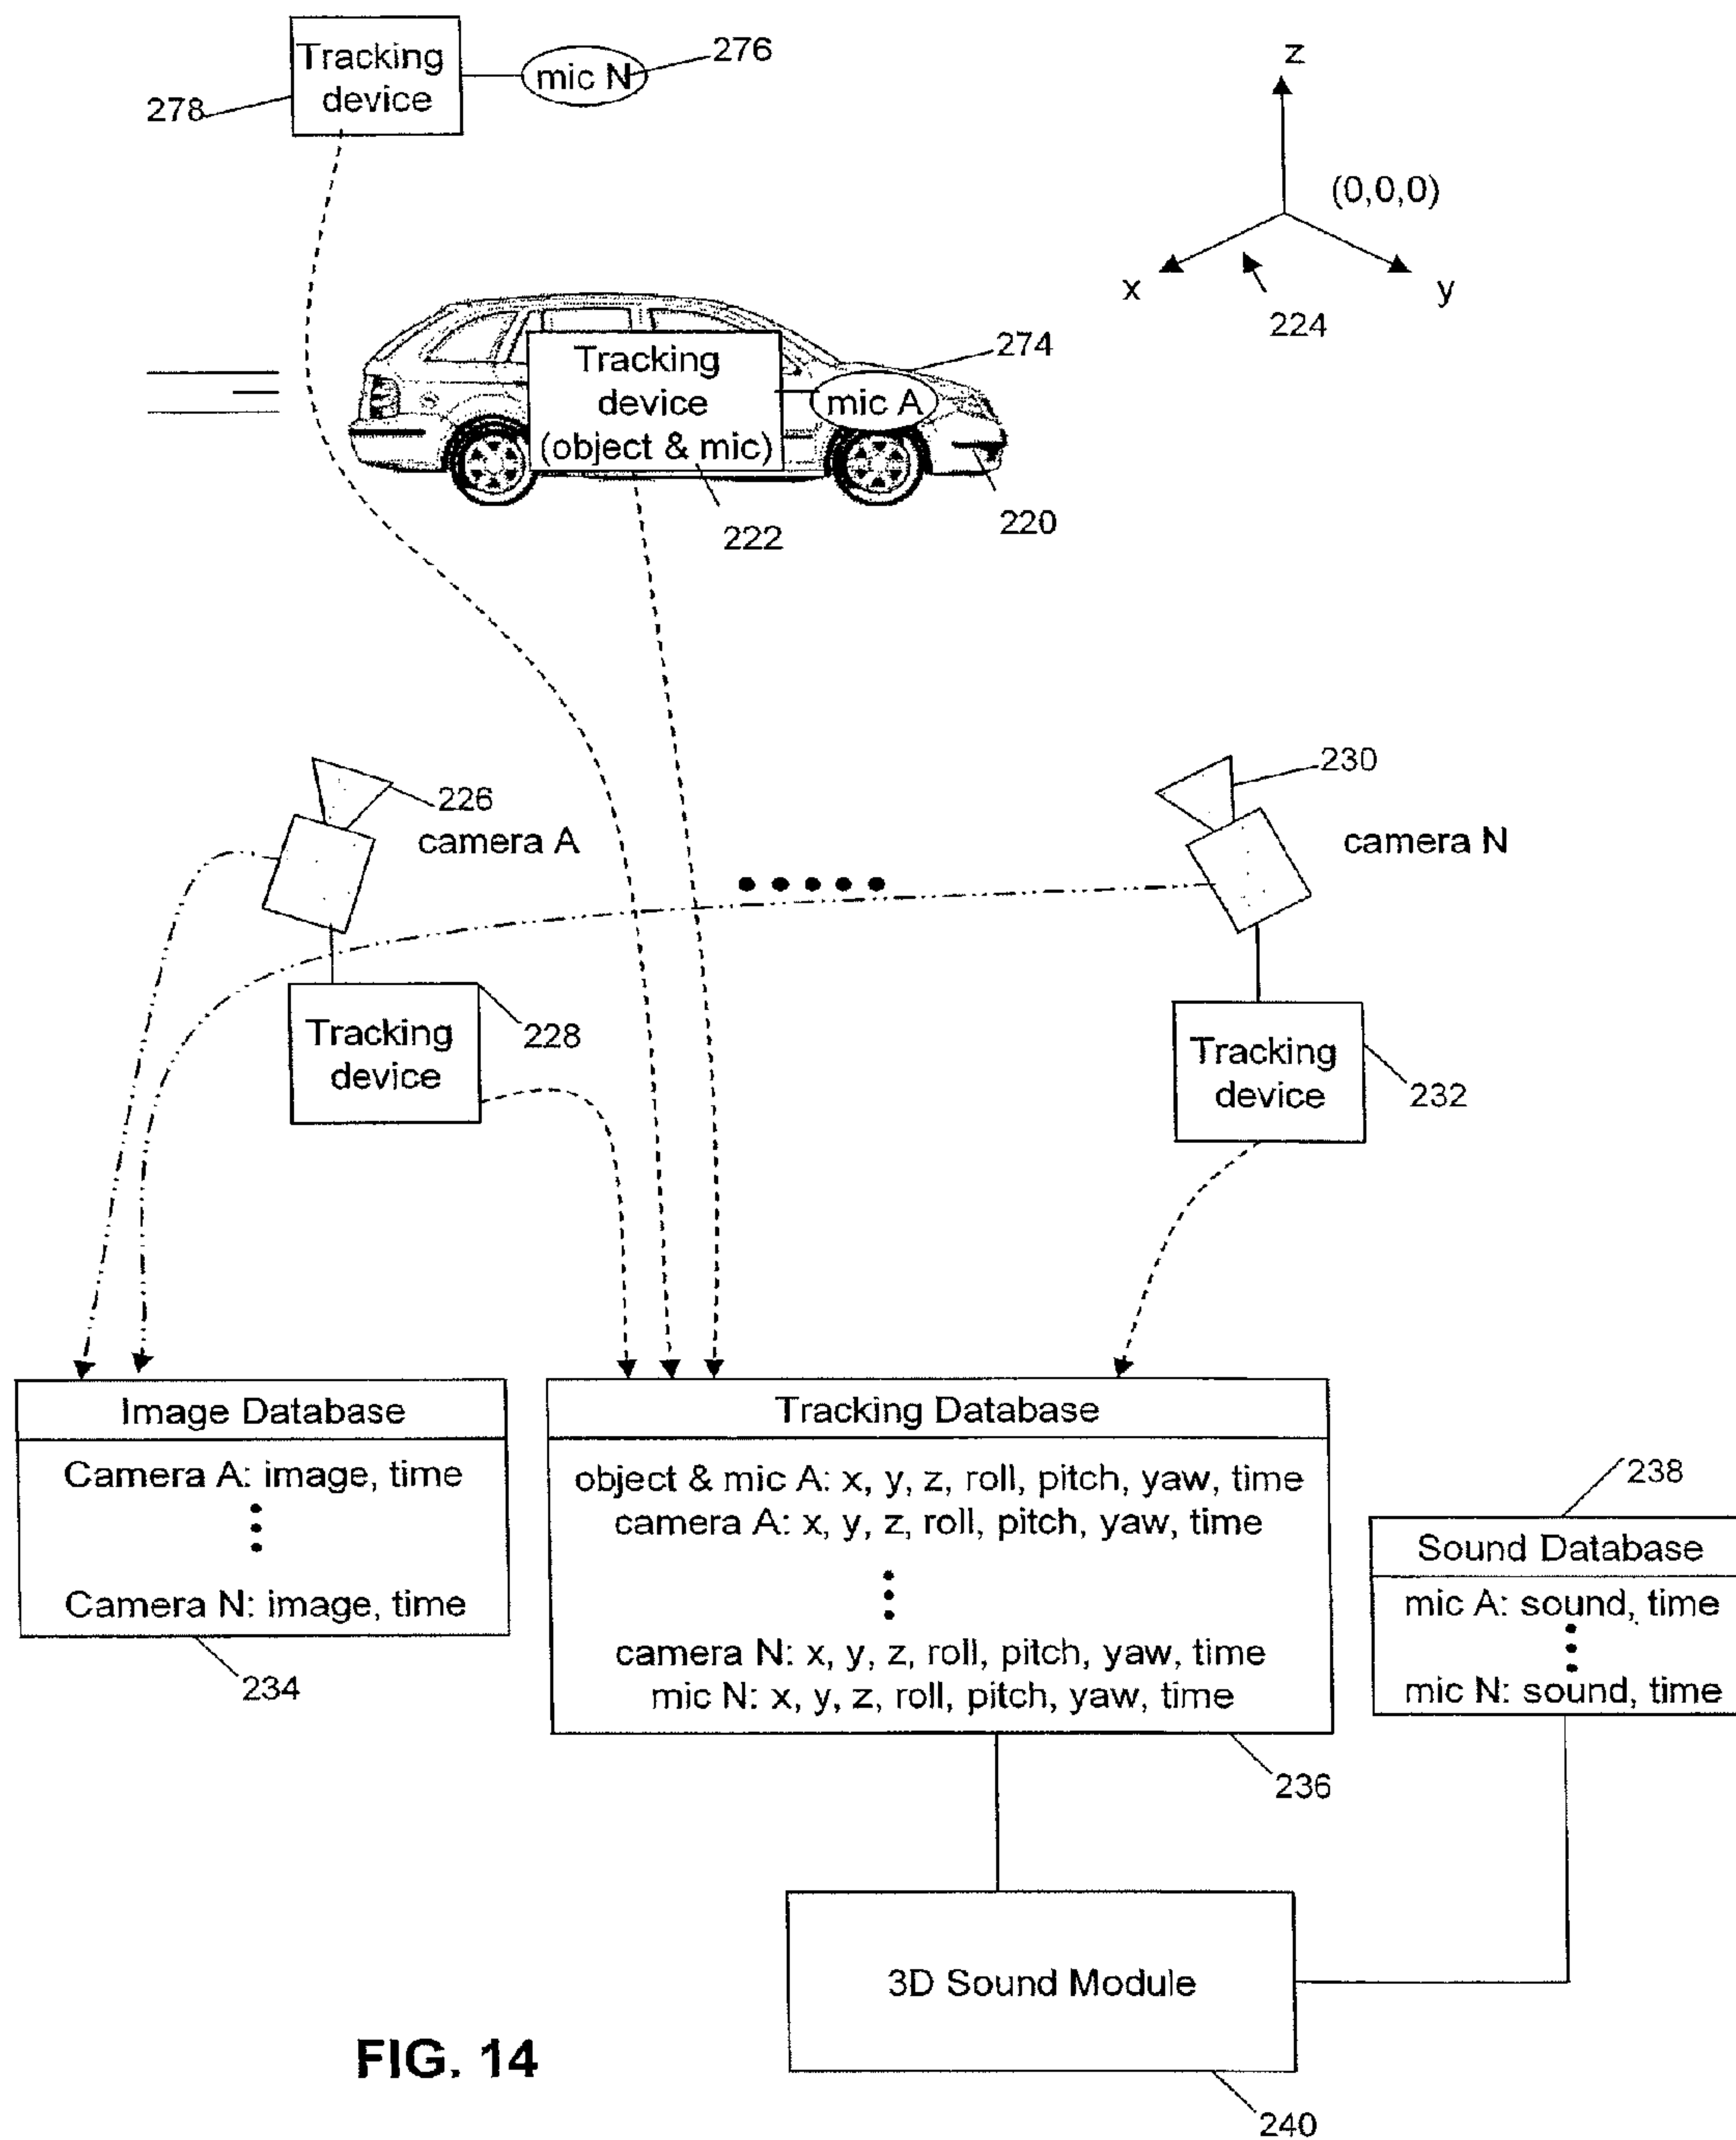 Tracking
device
278
mic N
276
z
(0,0,0)
x
y
224
Tracking
device
(object & mic)
mic A
274
222
220
226
camera A
230
camera N
Tracking
device
228
Tracking
device
232
Image Database
Camera A: image, time
Camera N: image, time
234
Tracking Database
object & mic A: x, y, z, roll, pitch, yaw, time
camera A: x, y, z, roll, pitch, yaw, time
camera N: x, y, z, roll, pitch, yaw, time
mic N: x, y, z, roll, pitch, yaw, time
236
238
Sound Database
mic A: sound, time
mic N: sound, time
3D Sound Module
240
FIG. 14